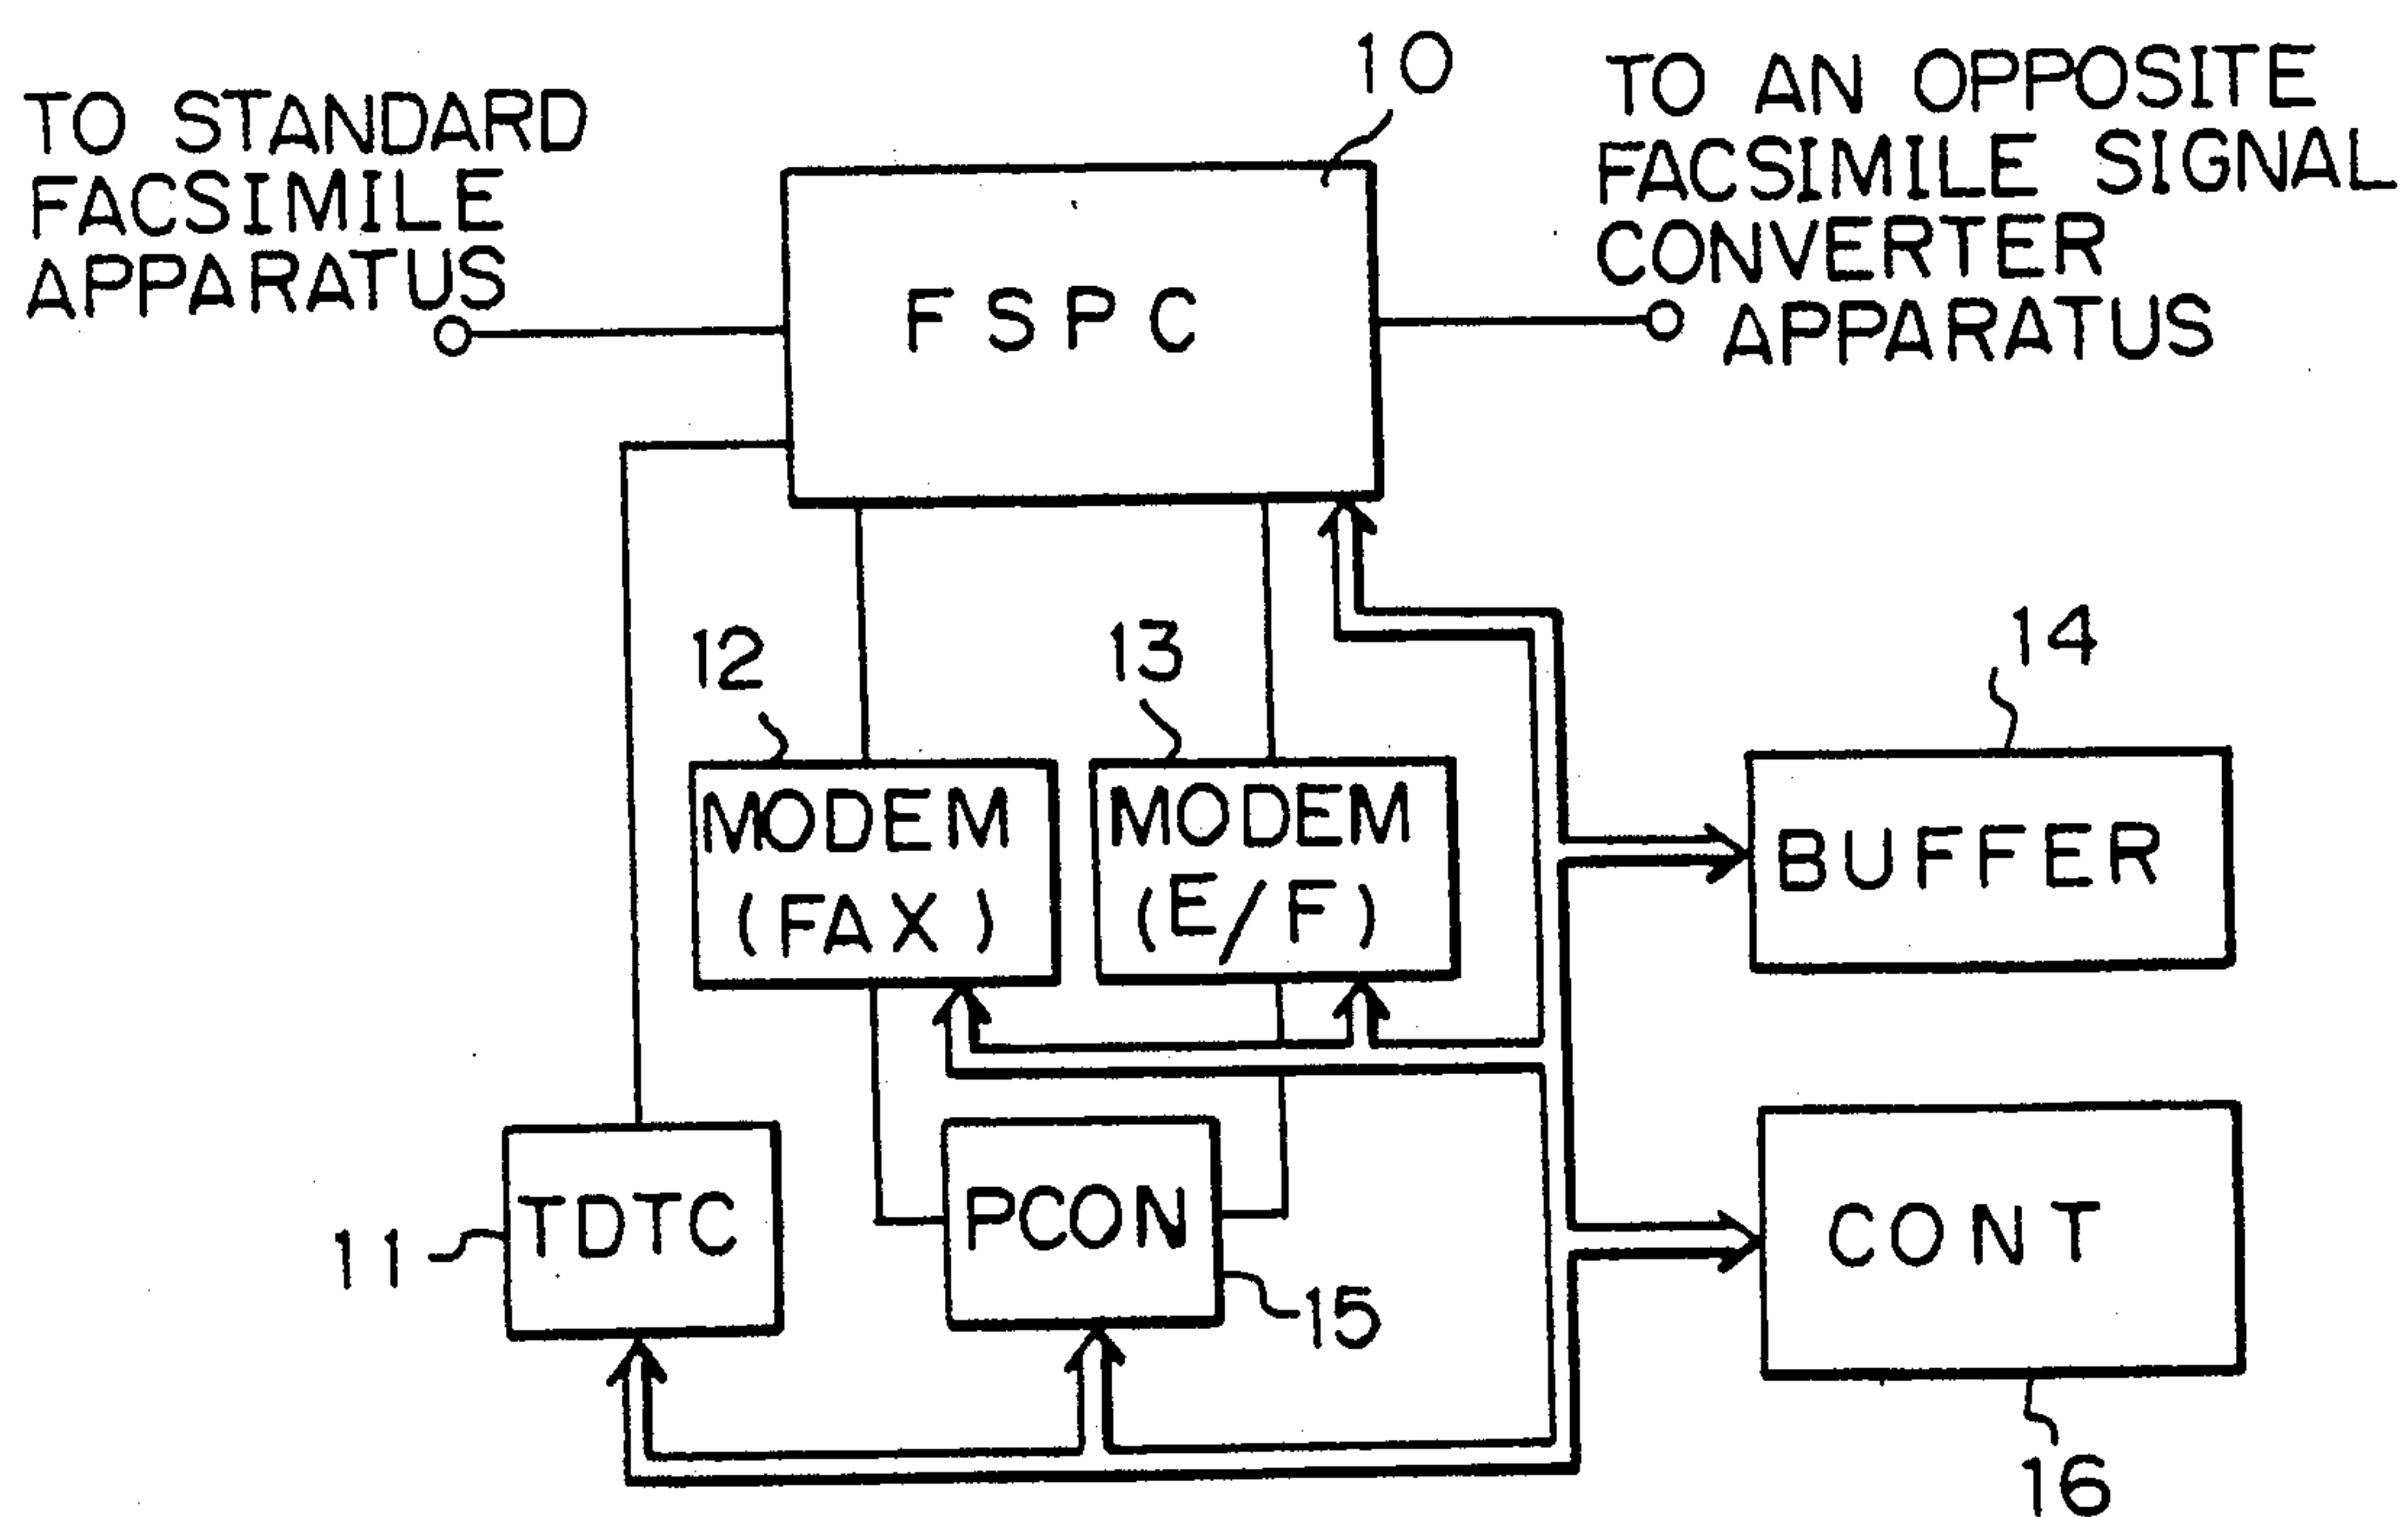 TO STANDARD
FACSIMILE
APPARATUS
10
TO AN OPPOSITE
FACSIMILE SIGNAL
CONVERTER
APPARATUS
FSPC
12
13
14
MODEM
(FAX)
MODEM
(E/F)
BUFFER
11
TDTC
PCON
15
CONT
16